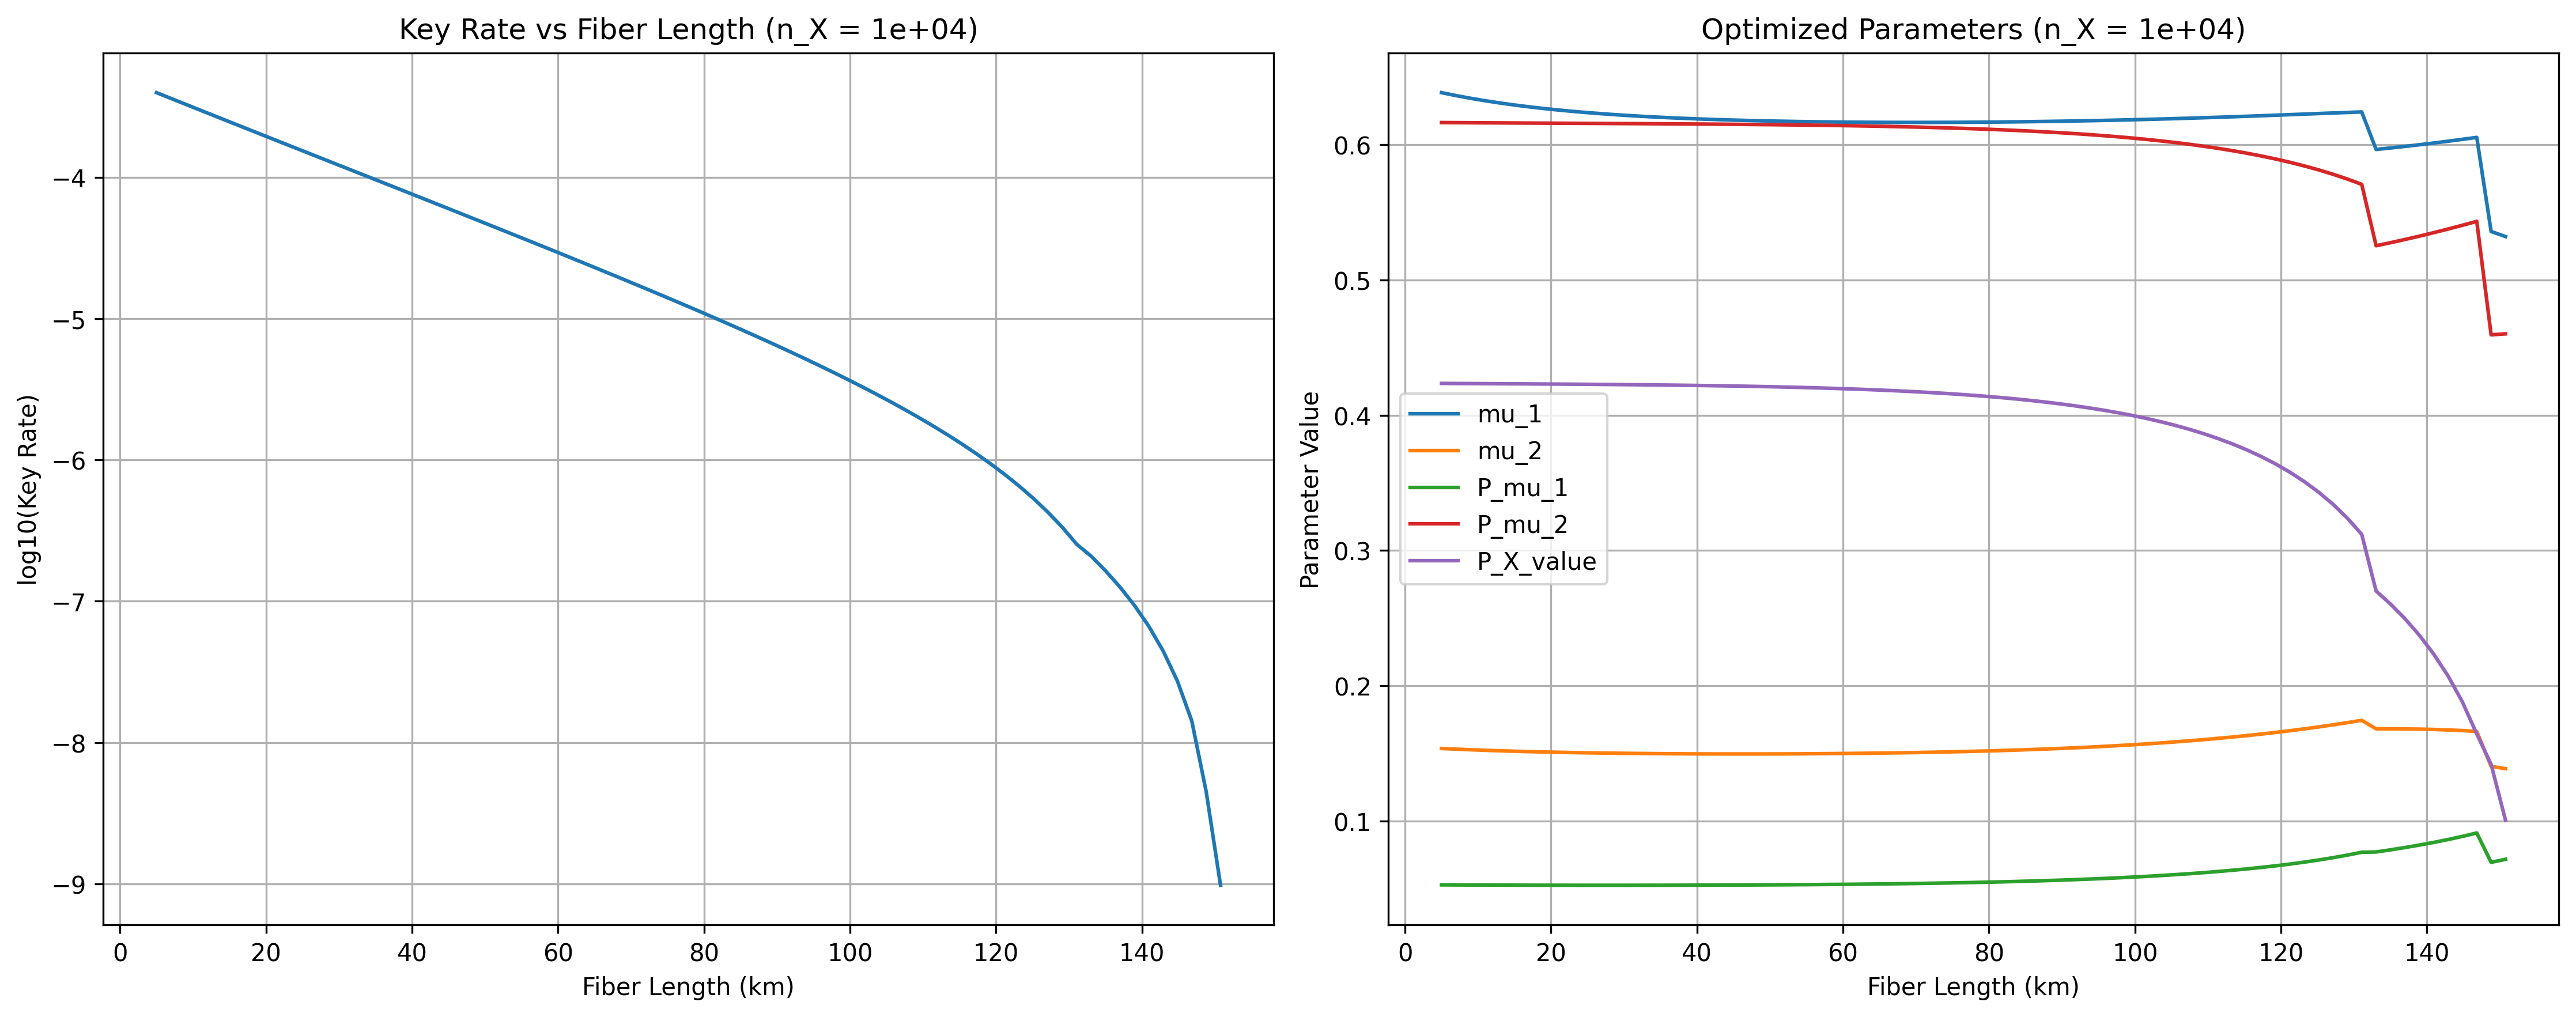 Key Rate vs Fiber Length (n_X = 1e+04)
log10(Key Rate)
−4
−5
−6
−7
−8
−9
0 20 40 60 80 100 120 140
Fiber Length (km)
Optimized Parameters (n_X = 1e+04)
Parameter Value
0.6
0.5
0.4
0.3
0.2
0.1
mu_1
mu_2
P_mu_1
P_mu_2
P_X_value
0 20 40 60 80 100 120 140
Fiber Length (km)